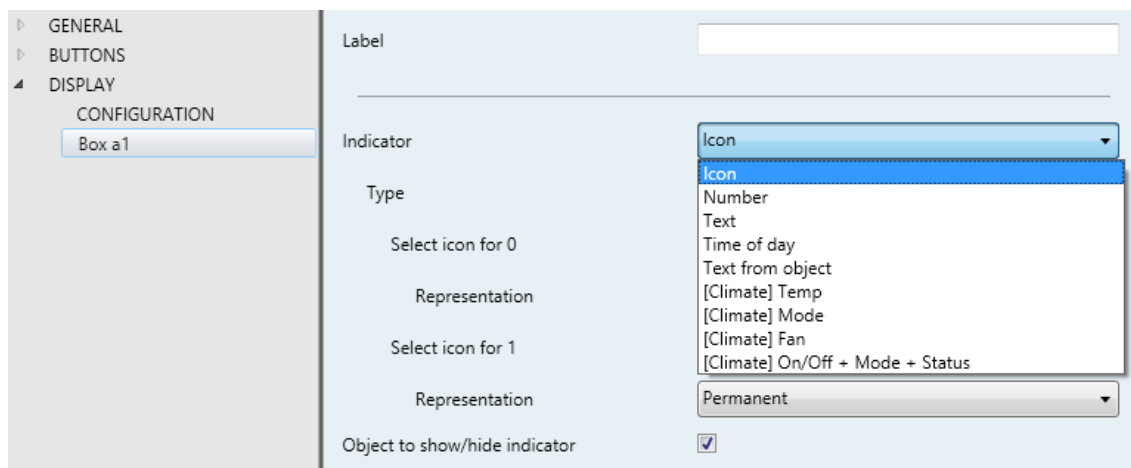 GENERAL
BUTTONS
DISPLAY
CONFIGURATION
Box a1
Label
Indicator
Icon
Icon
Number
Type
Text
Select icon for 0
Time of day
Text from object
Representation
[Climate] Temp
[Climate] Mode
Select icon for 1
[Climate] Fan
[Climate] On/Off + Mode + Status
Representation
Permanent
Object to show/hide indicator